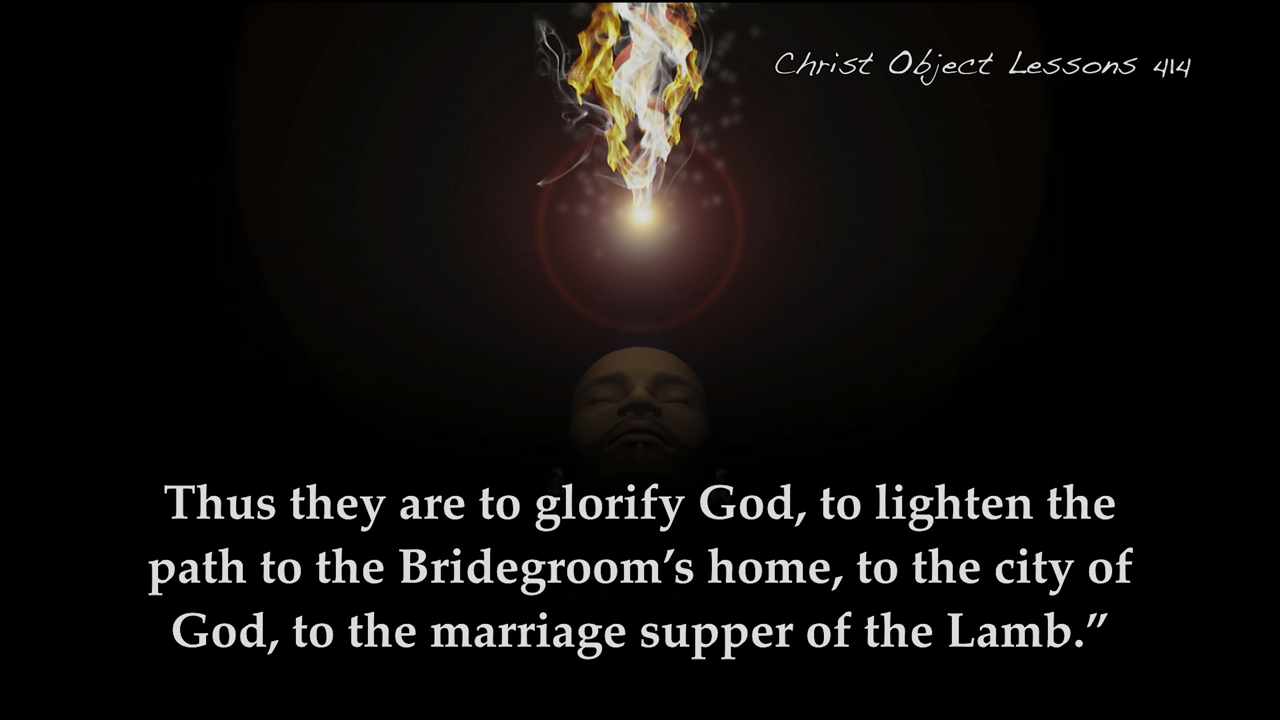 Christ Object Lessons 414
Thus they are to glorify God, to lighten the
path to the Bridegroom’s home, to the city of
God, to the marriage supper of the Lamb.”